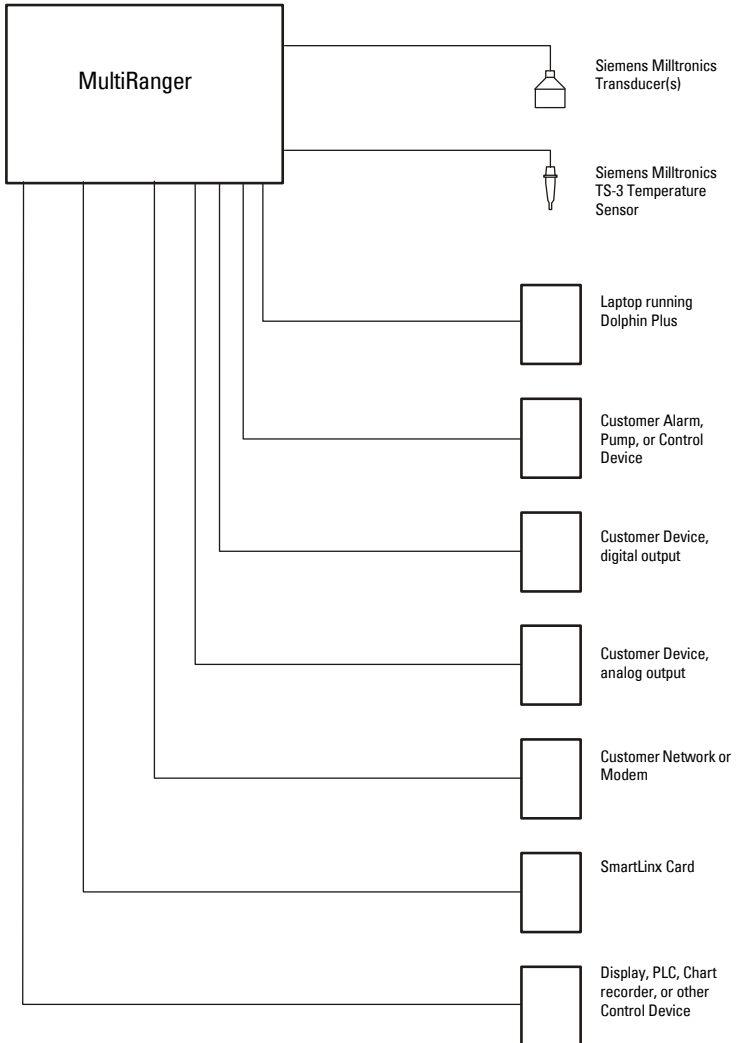 MultiRanger
Siemens Milltronics
Transducer(s)
Siemens Milltronics
TS-3 Temperature
Sensor
Laptop running
Dolphin Plus
Customer Alarm,
Pump, or Control
Device
Customer Device,
digital output
Customer Device,
analog output
Customer Network or
Modem
SmartLinx Card
Display, PLC, Chart
recorder, or other
Control Device